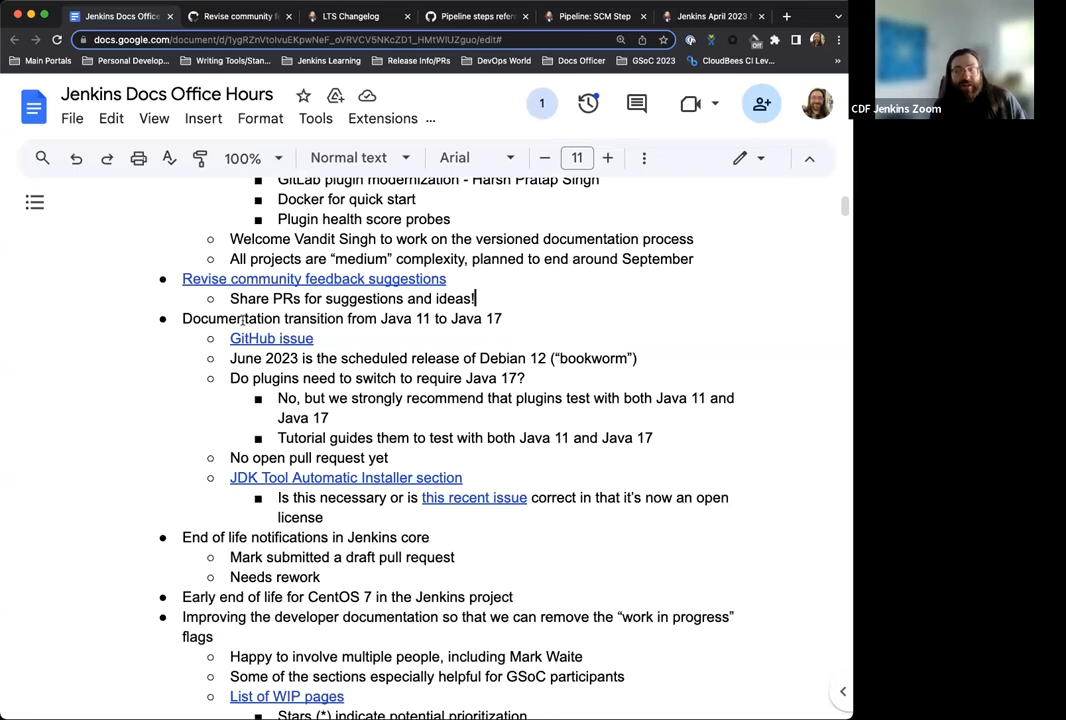 Jenkins Docs Office
Revise community f
LTS Changelog
Pipeline steps refer
Pipeline: SCM Step
Jenkins April 2023
docs.google.com/document/d/1ygRZnVtoIvuEKpwNeF_oVRVCV5NKcZD1_HMtWlUZguo/edit#
Off
Main Portals
Personal Develop...
Writing Tools/Stan...
Jenkins Learning
Release Info/PRs
DevOps World
Docs Officer
GSoC 2023
CloudBees CI Lev...
»
Jenkins Docs Office Hours
File Edit View Insert Format Tools Extensions ...
1
CDF Jenkins Zoom
100% Normal text Arial 11
■ GitLab plugin modernization - Harsh Pratap Singh
■ Docker for quick start
■ Plugin health score probes
○ Welcome Vandit Singh to work on the versioned documentation process
○ All projects are “medium” complexity, planned to end around September
● Revise community feedback suggestions
○ Share PRs for suggestions and ideas!
● Documentation transition from Java 11 to Java 17
○ GitHub issue
○ June 2023 is the scheduled release of Debian 12 (“bookworm”)
○ Do plugins need to switch to require Java 17?
■ No, but we strongly recommend that plugins test with both Java 11 and
Java 17
■ Tutorial guides them to test with both Java 11 and Java 17
○ No open pull request yet
○ JDK Tool Automatic Installer section
■ Is this necessary or is this recent issue correct in that it’s now an open
license
● End of life notifications in Jenkins core
○ Mark submitted a draft pull request
○ Needs rework
● Early end of life for CentOS 7 in the Jenkins project
● Improving the developer documentation so that we can remove the “work in progress”
flags
○ Happy to involve multiple people, including Mark Waite
○ Some of the sections especially helpful for GSoC participants
○ List of WIP pages
■ Stars (*) indicate potential prioritization